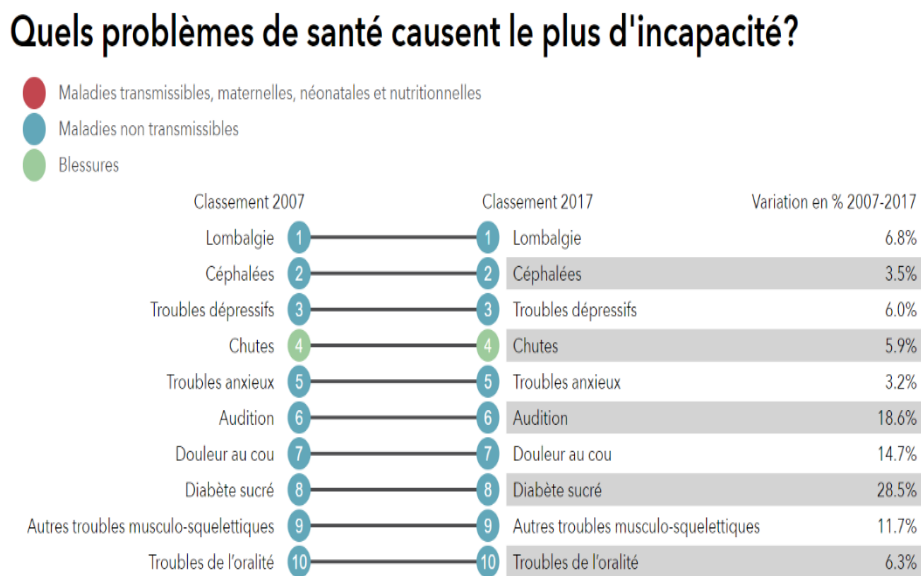 Quels problèmes de santé causent le plus d'incapacité?
Maladies transmissibles, maternelles, néonatales et nutritionnelles
Maladies non transmissibles
Blessures
Classement 2007 Classement 2017 Variation en % 2007-2017
Lombalgie 1 1 Lombalgie 6.8%
Céphalées 2 2 Céphalées 3.5%
Troubles dépressifs 3 3 Troubles dépressifs 6.0%
Chutes 4 4 Chutes 5.9%
Troubles anxieux 5 5 Troubles anxieux 3.2%
Audition 6 6 Audition 18.6%
Douleur au cou 7 7 Douleur au cou 14.7%
Diabète sucré 8 8 Diabète sucré 28.5%
Autres troubles musculo-squelettiques 9 9 Autres troubles musculo-squelettiques 11.7%
Troubles de l'oralité 10 10 Troubles de l'oralité 6.3%